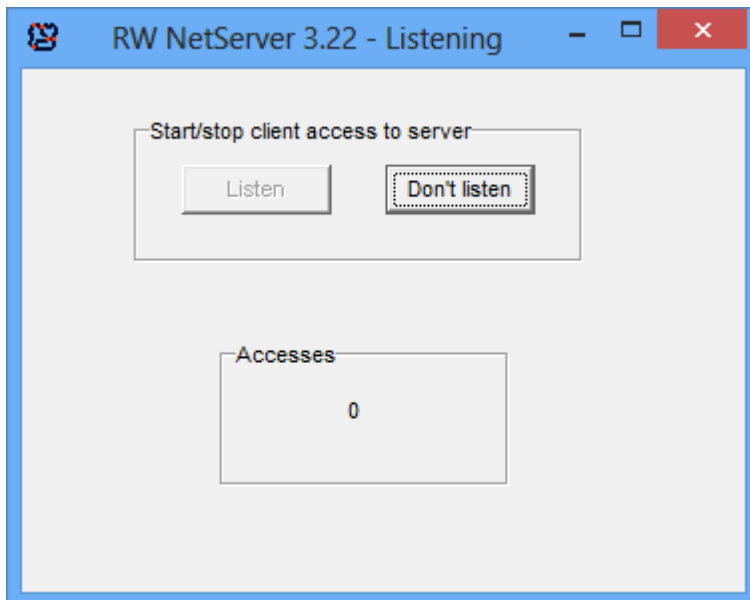 RW NetServer 3.22 - Listening
Start/stop client access to server
Listen Don't listen
Accesses
0